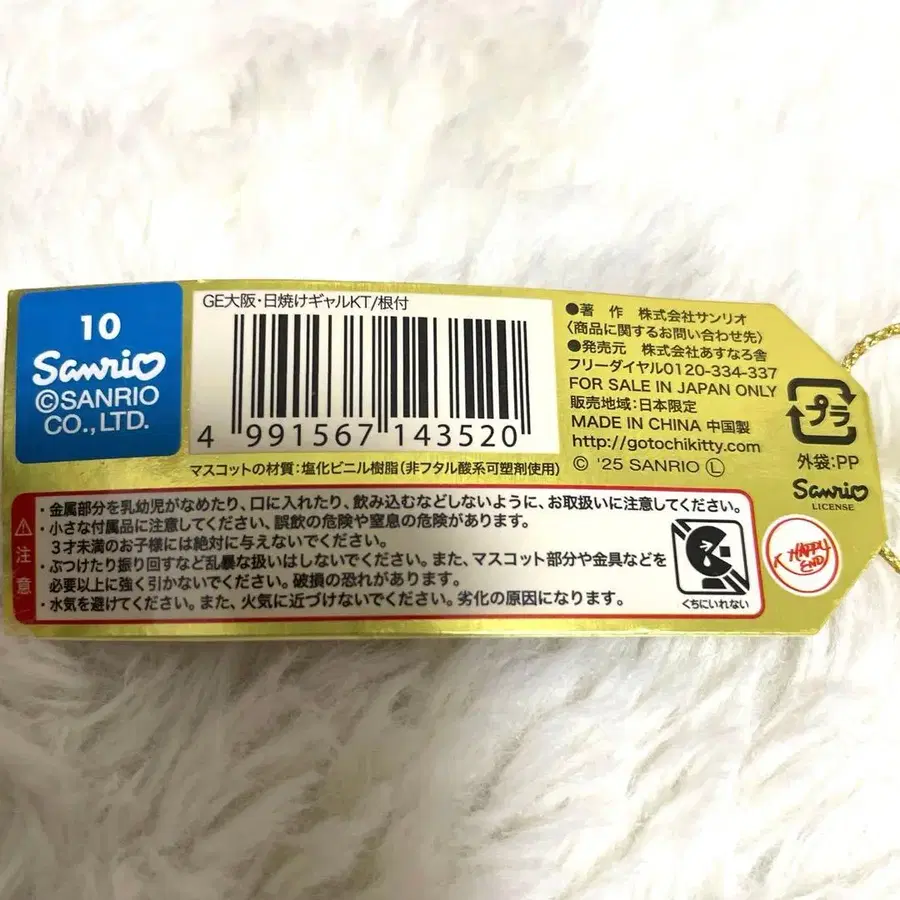 10
Sanrio
©SANRIO
CO.,LTD.
GE大阪・日焼けギャルKT/根付
4 991567 143520
マスコットの材質:塩化ビニル樹脂(非フタル酸系可塑剤使用)
●著 作 株式会社サンリオ
〈商品に関するお問い合わせ先〉
●発売元 株式会社あすなろ舎
フリーダイヤル0120-334-337
FOR SALE IN JAPAN ONLY
販売地域:日本限定
MADE IN CHINA 中国製
http://gotochikitty.com
© '25 SANRIO Ⓛ
プラ
外袋:PP
Sanrio
LICENSE
HAPPY
END
注意
・金属部分を乳幼児がなめたり、口に入れたり、飲み込むなどしないように、お取扱いに注意してください。
・小さな付属品に注意してください、誤飲の危険や窒息の危険があります。
3才未満のお子様には絶対に与えないでください。
・ぶつけたり振り回すなど乱暴な扱いはしないでください。また、マスコット部分や金具などを
必要以上に強く引かないでください。破損の恐れがあります。
・水気を避けてください。また、火気に近づけないでください。劣化の原因になります。
くちにいれない